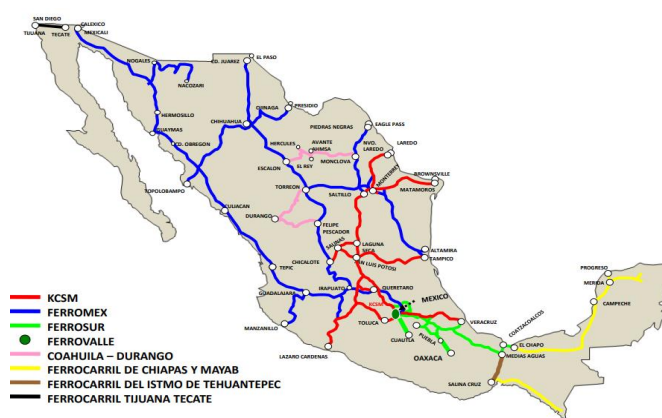 SAN DIEGO
CALEXICO
TIJUANA
TECATE
MEXICALI
NOGALES
NACOZARI
CD. JUAREZ
EL PASO
HERMOSILLO
GUAYMAS
CD. OBREGON
CHIHUAHUA
OJINAGA
PRESIDIO
EAGLE PASS
PIEDRAS NEGRAS
HERCULES
AVANTE
AHMSA
NVO.
LAREDO
LAREDO
EL REY
MONCLOVA
ESCALON
TOPOLOBAMPO
TORREON
SALTILLO
MONTERREY
BROWNSVILLE
MATAMOROS
CULIACAN
DURANGO
FELIPE
PESCADOR
SALINAS
LAGUNA
SECA
ALTAMIRA
TAMPICO
CHICALOTE
SAN LUIS POTOSI
TEPIC
GUADALAJARA
IRAPUATO
QUERETARO
MEXICO
KCSM
MANZANILLO
TOLUCA
VERACRUZ
LAZARO CARDENAS
CUAUTLA
PUEBLA
OAXACA
COATZACOALCOS
EL CHAPO
MEDIAS AGUAS
SALINA CRUZ
PROGRESO
MERIDA
CAMPECHE
KCSM
FERROMEX
FERROSUR
FERROVALLE
COAHUILA – DURANGO
FERROCARRIL DE CHIAPAS Y MAYAB
FERROCARRIL DEL ISTMO DE TEHUANTEPEC
FERROCARRIL TIJUANA TECATE